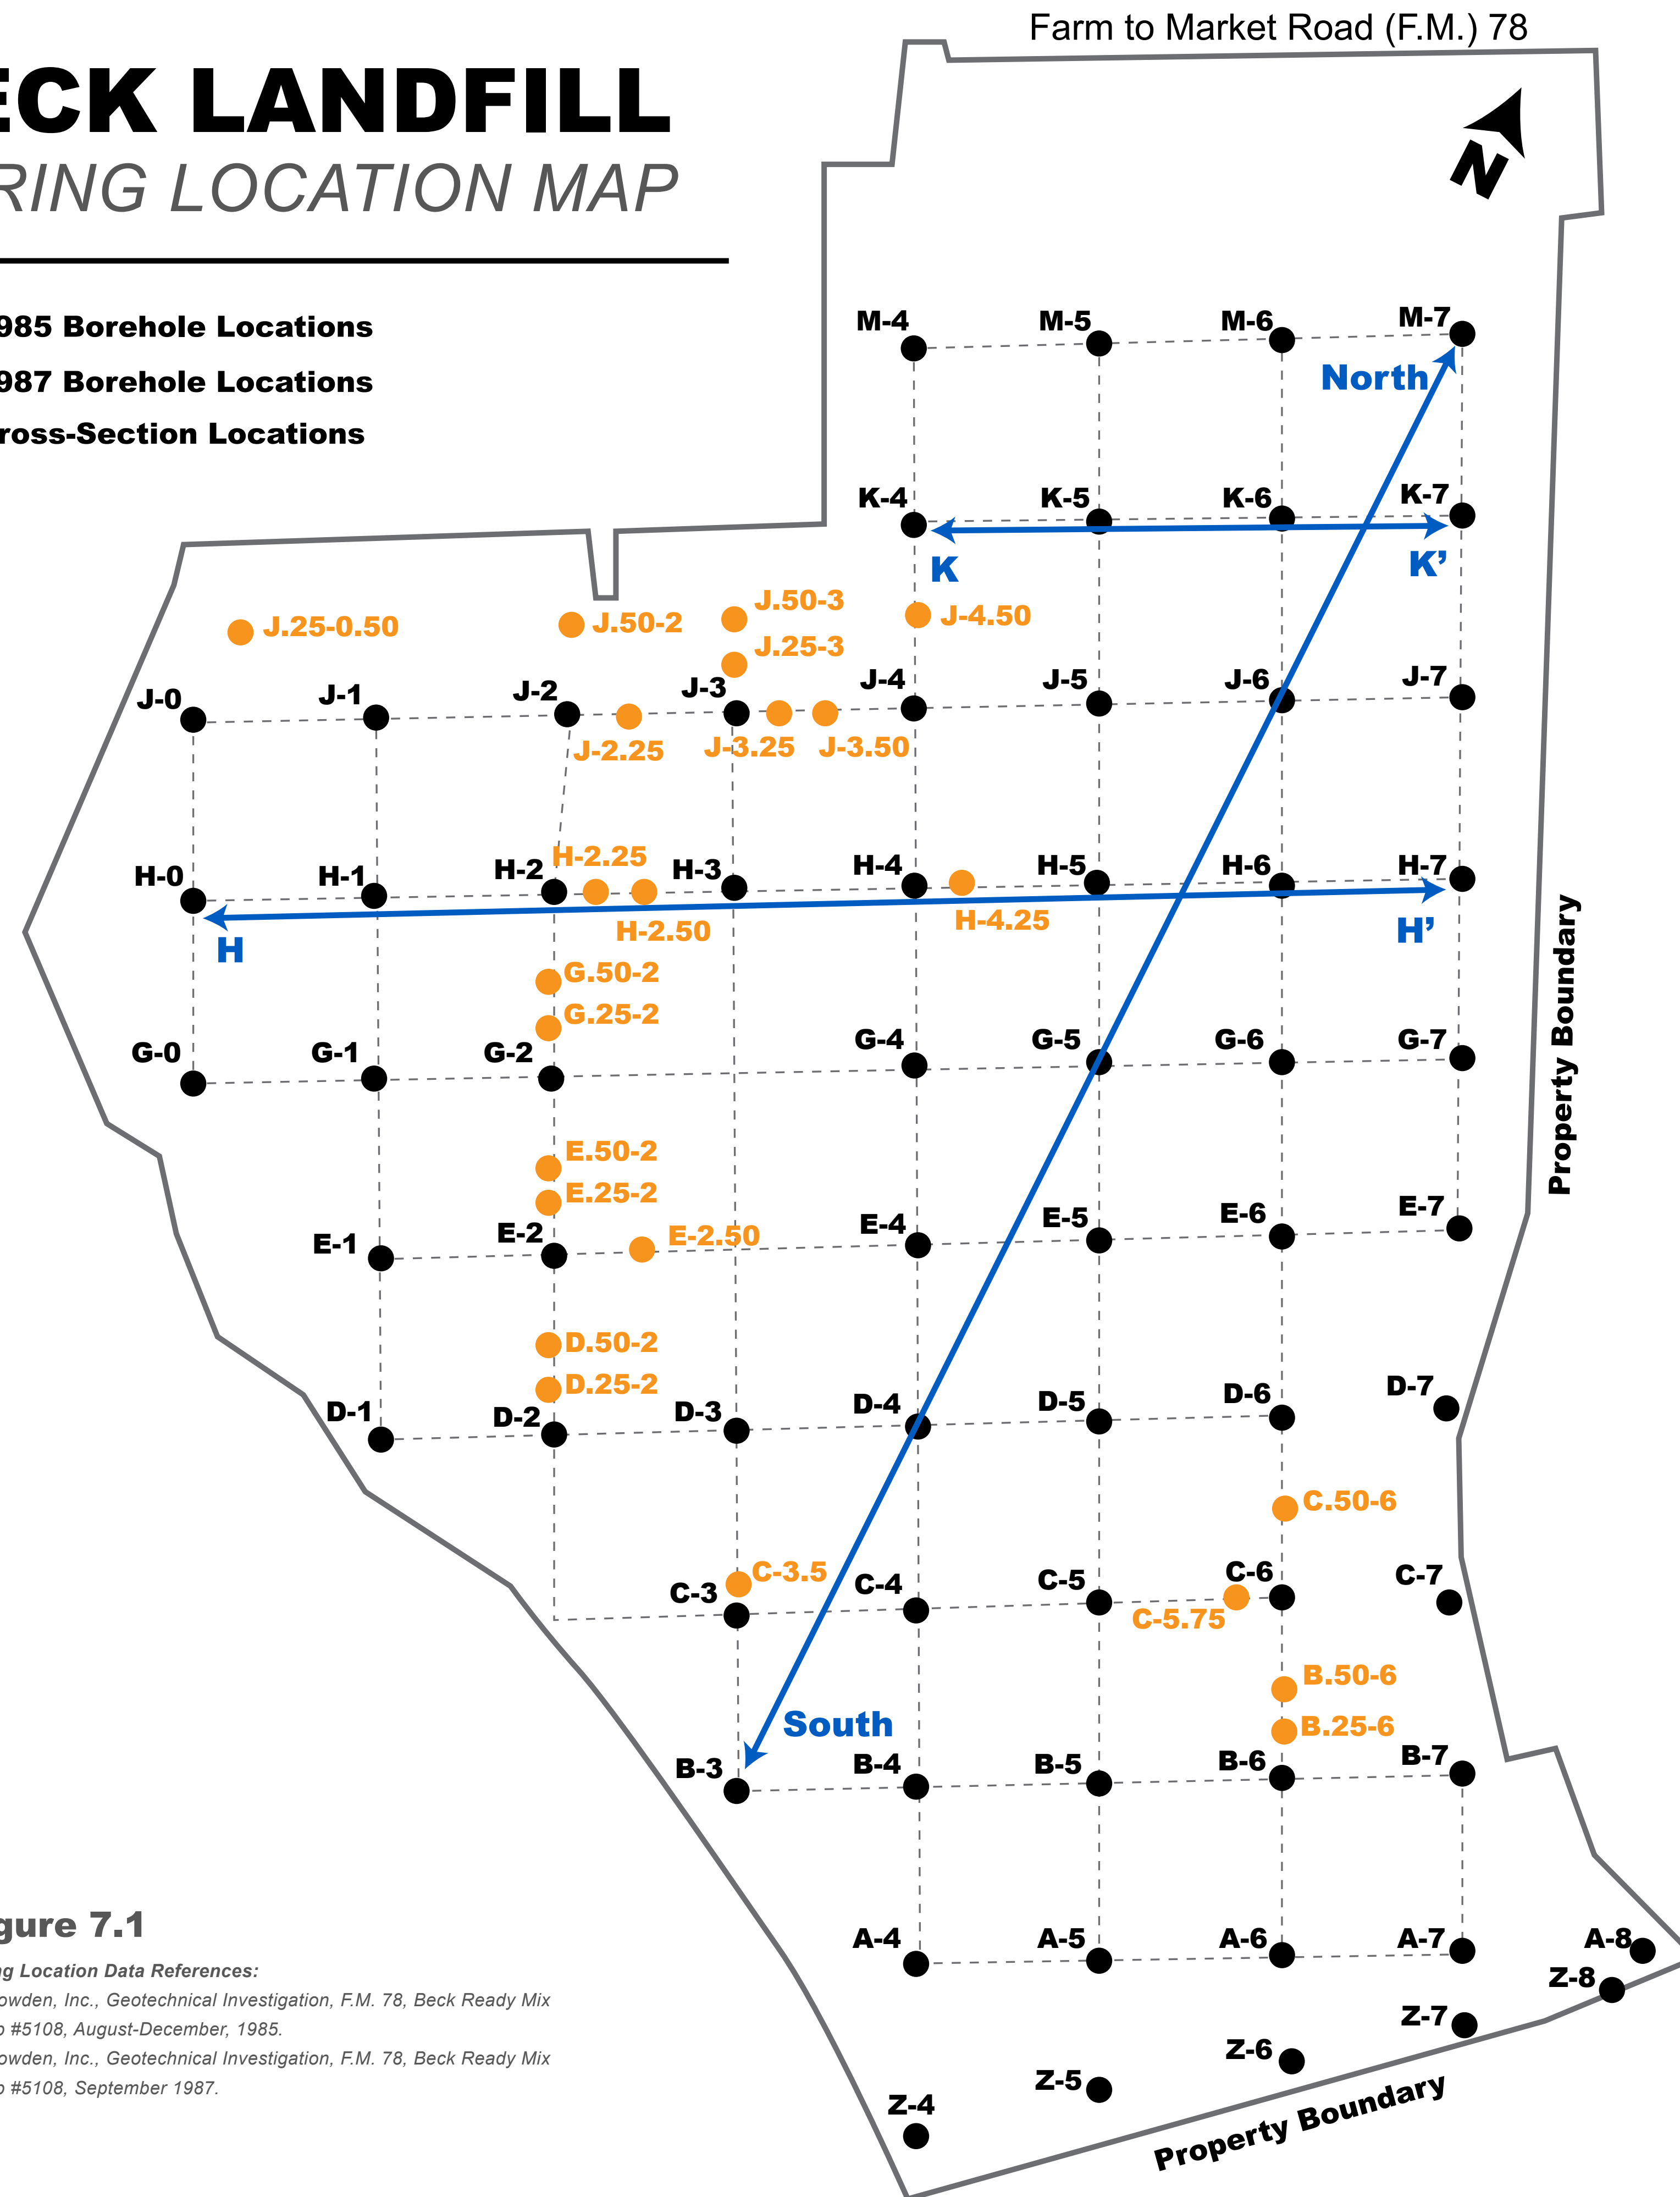 Farm to Market Road (F.M.) 78
ECK LANDFILL
RING LOCATION MAP
N
985 Borehole Locations
987 Borehole Locations
ross-Section Locations
M-4 M-5 M-6 M-7
North
K-4 K-5 K-6 K-7
K K’
J.25-0.50 J.50-2 J.50-3 J-4.50
J.25-3
J-0 J-1 J-2 J-3 J-4 J-5 J-6 J-7
J-2.25 J-3.25 J-3.50
H-2.25
H-0 H-1 H-2 H-3 H-4 H-5 H-6 H-7
H-2.50 H-4.25
H H’
G.50-2
G.25-2
G-0 G-1 G-2 G-4 G-5 G-6 G-7
Property Boundary
E.50-2
E.25-2
E-1 E-2 E-2.50 E-4 E-5 E-6 E-7
D.50-2
D.25-2
D-1 D-2 D-3 D-4 D-5 D-6 D-7
C.50-6
C-3.5
C-3 C-4 C-5 C-6 C-7
C-5.75
B.50-6
South
B.25-6
B-3 B-4 B-5 B-6 B-7
A-4 A-5 A-6 A-7 A-8
Z-8
Z-7
Z-6
Z-5
Z-4
Property Boundary
gure 7.1
g Location Data References:
owden, Inc., Geotechnical Investigation, F.M. 78, Beck Ready Mix
#5108, August-December, 1985.
owden, Inc., Geotechnical Investigation, F.M. 78, Beck Ready Mix
#5108, September 1987.